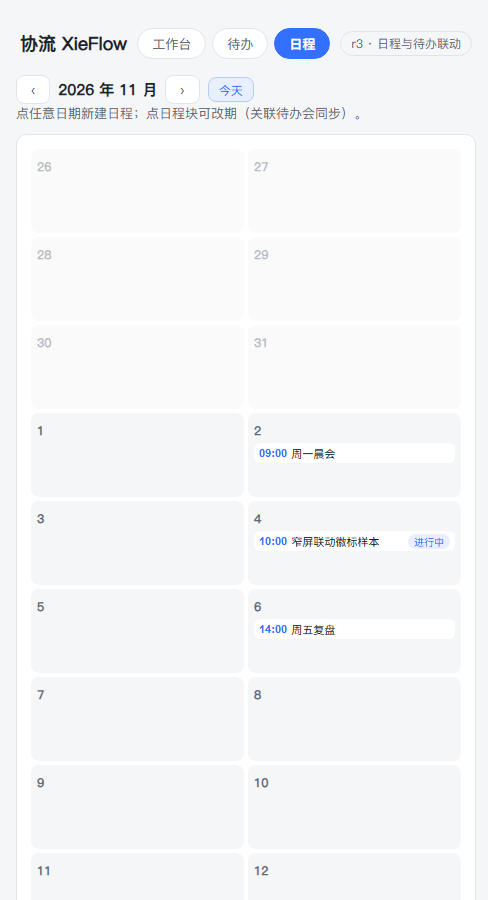 协流 XieFlow 工作台 待办 日程 r3 · 日程与待办联动
‹ 2026 年 11 月 › 今天
点任意日期新建日程；点日程块可改期（关联待办会同步）。
26 27
28 29
30 31
1 2
09:00 周一晨会
3 4
10:00 窄屏联动徽标样本 进行中
5 6
14:00 周五复盘
7 8
9 10
11 12